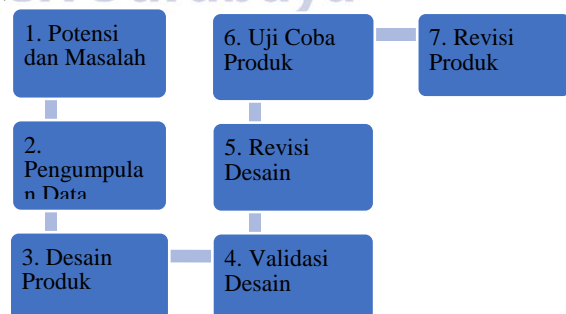 1. Potensi
dan Masalah
2.
Pengumpula
n Data
3. Desain
Produk
4. Validasi
Desain
5. Revisi
Desain
6. Uji Coba
Produk
7. Revisi
Produk